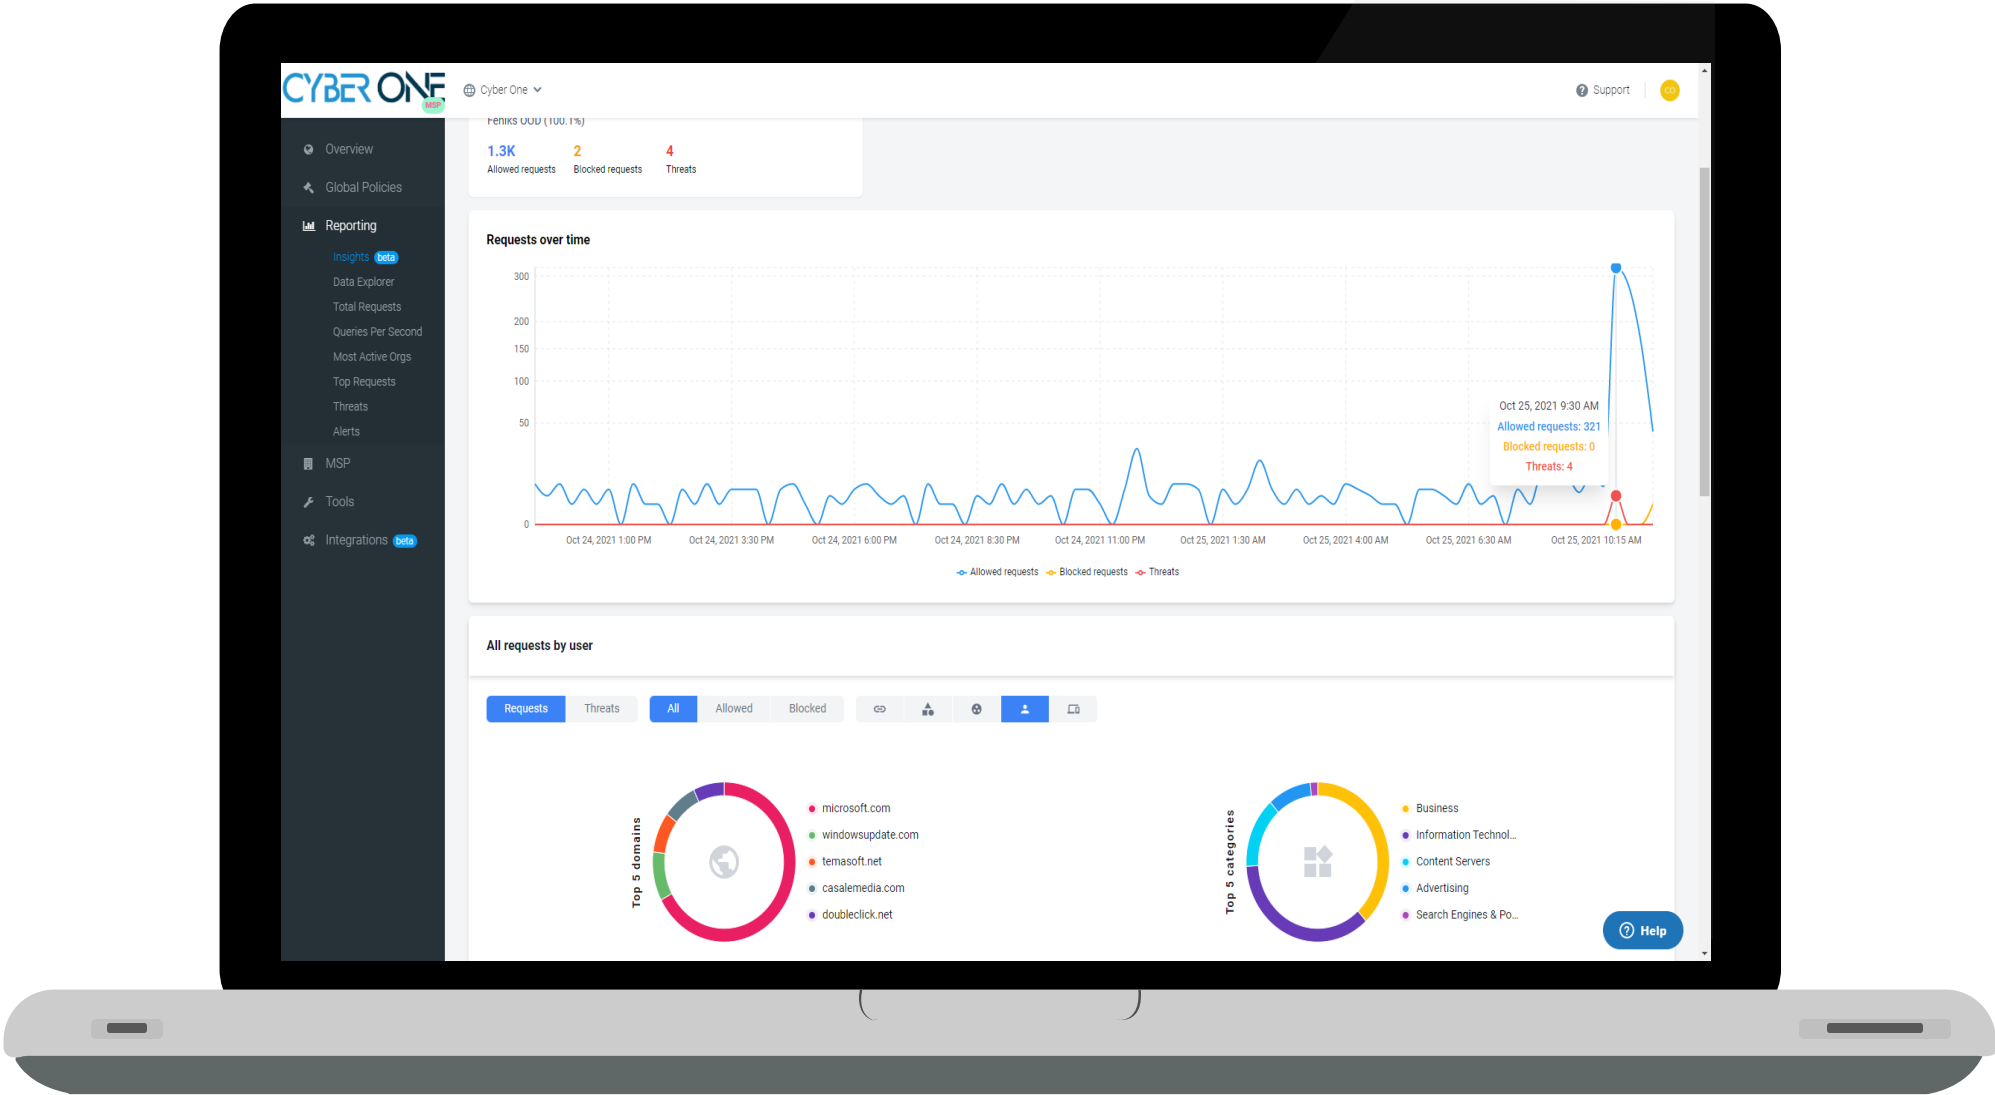 CYBER ONE
MSP
Cyber One
Support
CO
Overview
Global Policies
Reporting
Insights beta
Data Explorer
Total Requests
Queries Per Second
Most Active Orgs
Top Requests
Threats
Alerts
MSP
Tools
Integrations beta
Feniks OOD (100.1%)
1.3K 2 4
Allowed requests Blocked requests Threats
Requests over time
300
200
150
100
50
0
Oct 25, 2021 9:30 AM
Allowed requests: 321
Blocked requests: 0
Threats: 4
Oct 24, 2021 1:00 PM Oct 24, 2021 3:30 PM Oct 24, 2021 6:00 PM Oct 24, 2021 8:30 PM Oct 24, 2021 11:00 PM Oct 25, 2021 1:30 AM Oct 25, 2021 4:00 AM Oct 25, 2021 6:30 AM Oct 25, 2021 10:15 AM
Allowed requests Blocked requests Threats
All requests by user
Requests Threats All Allowed Blocked
Top 5 domains
microsoft.com
windowsupdate.com
temasoft.net
casalemedia.com
doubleclick.net
Top 5 categories
Business
Information Technol...
Content Servers
Advertising
Search Engines & Po...
Help